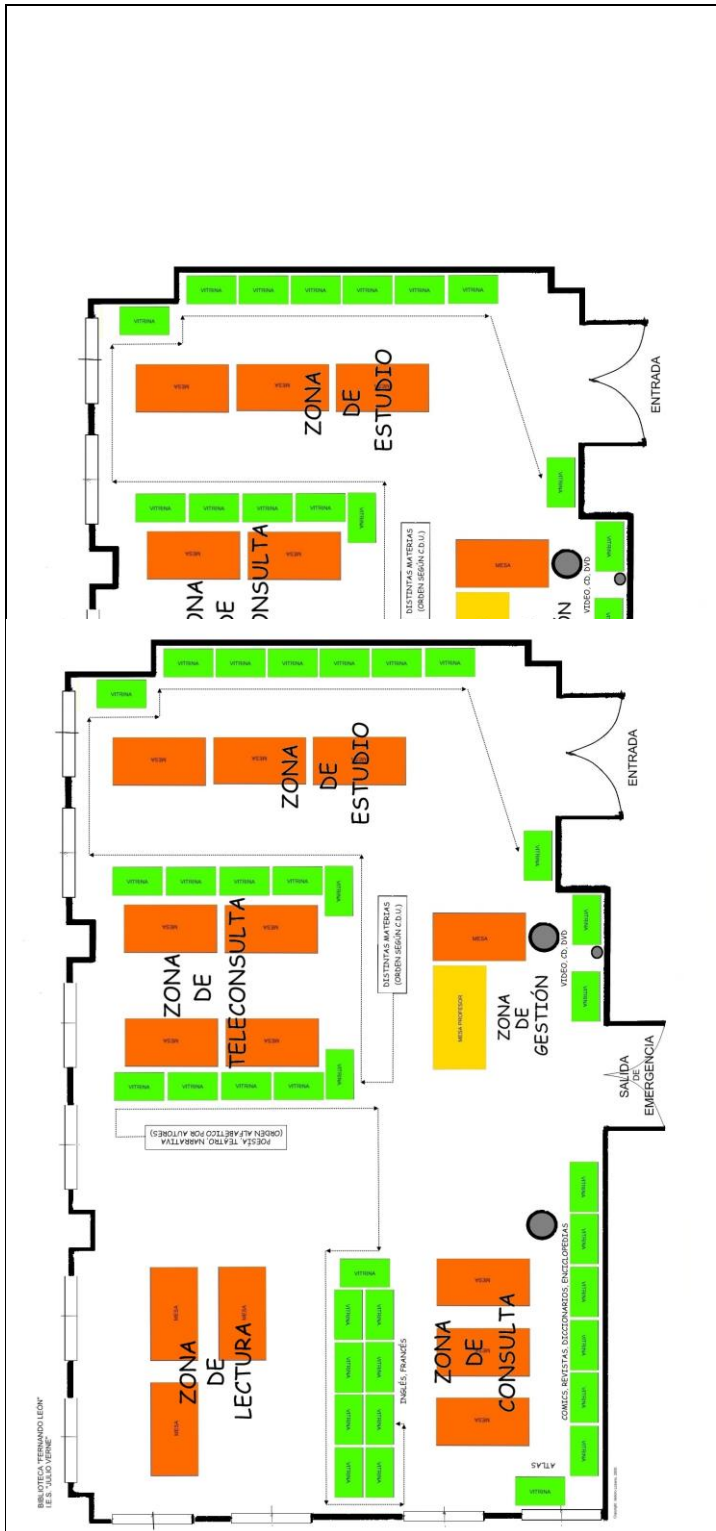 VITRINA
VITRINA
VITRINA
VITRINA
VITRINA
VITRINA
VITRINA
MESA
MESA
ZONA
DE
ESTUDIO
ENTRADA
VITRINA
VITRINA
VITRINA
VITRINA
VITRINA
VITRINA
MESA
MESA
ONA
DE
ONSULTA
DISTINTAS MATERIAS
(ORDEN SEGÚN C.D.U.)
MESA
ÓN
VIDEO, CD, DVD
VITRINA
VITRINA
VITRINA
VITRINA
VITRINA
VITRINA
VITRINA
VITRINA
VITRINA
MESA
MESA
ZONA
DE
ESTUDIO
ENTRADA
VITRINA
VITRINA
VITRINA
VITRINA
VITRINA
VITRINA
MESA
MESA
MESA
MESA
ZONA
DE
TELECONSULTA
DISTINTAS MATERIAS
(ORDEN SEGÚN C.D.U.)
MESA
MESA PROFESOR
ZONA
DE
GESTIÓN
VIDEO, CD, DVD
VITRINA
VITRINA
VITRINA
VITRINA
VITRINA
VITRINA
VITRINA
SALIDA
DE
EMERGENCIA
POESÍA, TEATRO, NARRATIVA
(ORDEN ALFABÉTICO POR AUTORES)
MESA
MESA
MESA
ZONA
DE
LECTURA
VITRINA
VITRINA
VITRINA
VITRINA
VITRINA
VITRINA
VITRINA
VITRINA
VITRINA
INGLÉS, FRANCÉS
MESA
MESA
MESA
ZONA
DE
CONSULTA
COMICS, REVISTAS, DICCIONARIOS, ENCICLOPEDIAS
VITRINA
VITRINA
VITRINA
VITRINA
VITRINA
VITRINA
ATLAS
VITRINA
BIBLIOTECA "FERNANDO LEÓN"
I.E.S. "JULIO VERNE"